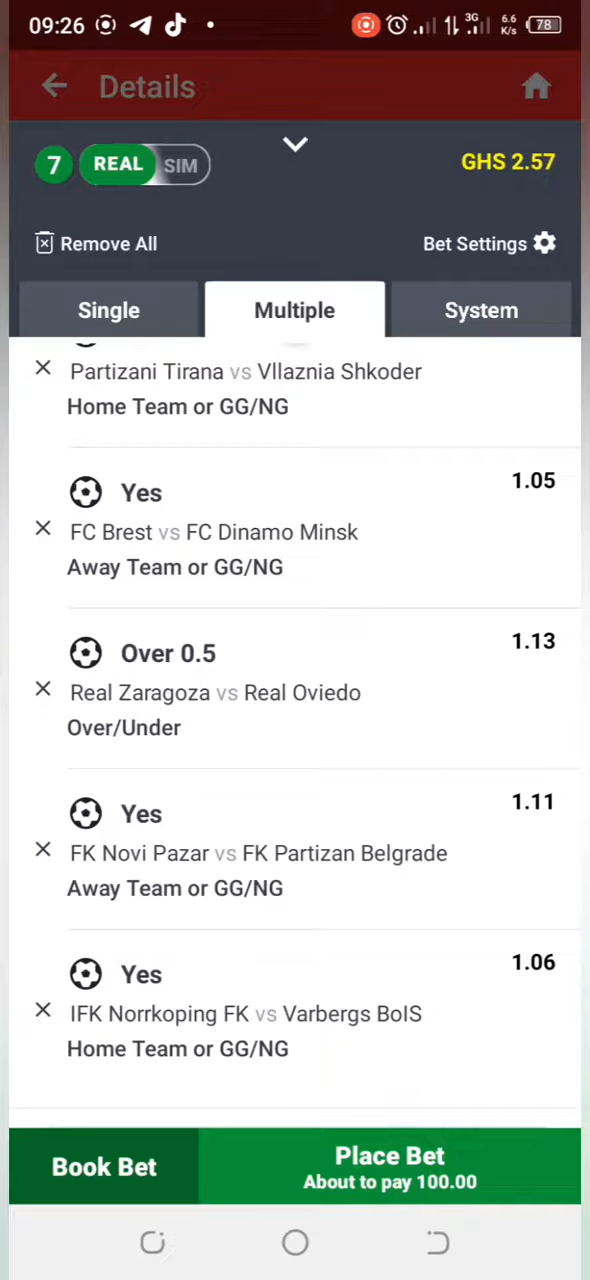 09:26 3G 6.6 K/s 78
Details
7 REAL SIM GHS 2.57
Remove All Bet Settings
Single Multiple System
Partizani Tirana vs Vllaznia Shkoder
Home Team or GG/NG
Yes 1.05
FC Brest vs FC Dinamo Minsk
Away Team or GG/NG
Over 0.5 1.13
Real Zaragoza vs Real Oviedo
Over/Under
Yes 1.11
FK Novi Pazar vs FK Partizan Belgrade
Away Team or GG/NG
Yes 1.06
IFK Norrkoping FK vs Varbergs BoIS
Home Team or GG/NG
Book Bet Place Bet
About to pay 100.00